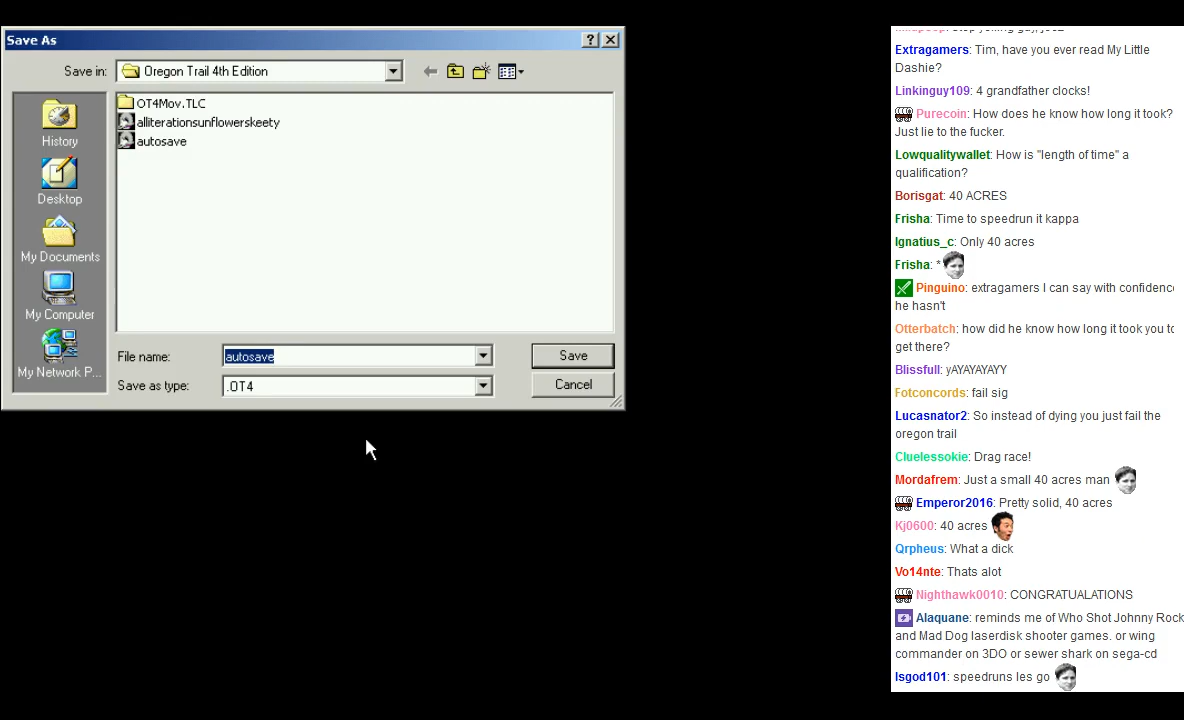 Save As
Save in: Oregon Trail 4th Edition
OT4Mov.TLC
alliterationsunflowerskeety
autosave
History
Desktop
My Documents
My Computer
My Network P...
File name: autosave Save
Save as type: .OT4 Cancel
Extragamers: Tim, have you ever read My Little
Dashie?
Linkinguy109: 4 grandfather clocks!
Purecoin: How does he know how long it took?
Just lie to the fucker.
Lowqualitywallet: How is "length of time" a
qualification?
Borisgat: 40 ACRES
Frisha: Time to speedrun it kappa
Ignatius_c: Only 40 acres
Frisha: *
Pinguino: extragamers I can say with confidenc
he hasn't
Otterbatch: how did he know how long it took you to
get there?
Blissfull: yAYAYAYAYY
Fotconcords: fail sig
Lucasnator2: So instead of dying you just fail the
oregon trail
Cluelessokie: Drag race!
Mordafrem: Just a small 40 acres man
Emperor2016: Pretty solid, 40 acres
Kj0600: 40 acres
Qrpheus: What a dick
Vo14nte: Thats alot
Nighthawk0010: CONGRATUALATIONS
Alaquane: reminds me of Who Shot Johnny Rock
and Mad Dog laserdisk shooter games. or wing
commander on 3DO or sewer shark on sega-cd
Isgod101: speedruns les go